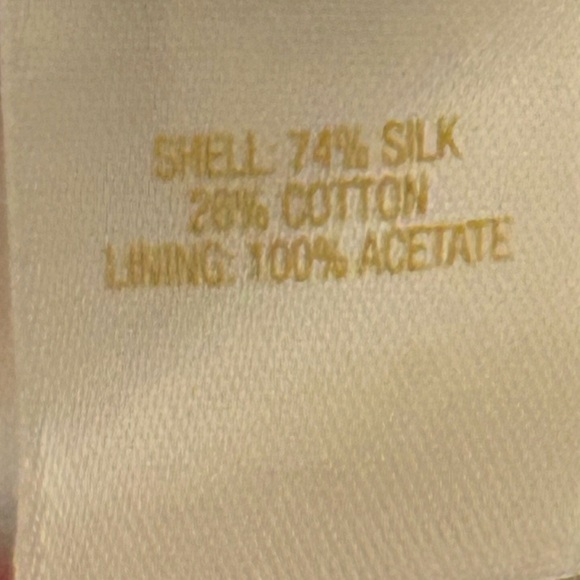 SHELL: 74% SILK
26% COTTON
LINING: 100% ACETATE